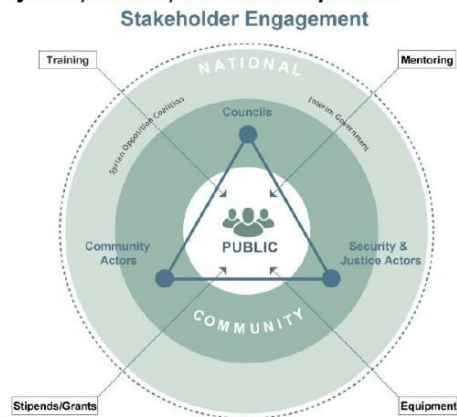 Stakeholder Engagement
Training
Mentoring
NATIONAL
Syrian Opposition Coalition
Interim Government
Councils
PUBLIC
Community
Actors
Security &
Justice Actors
COMMUNITY
Stipends/Grants
Equipment